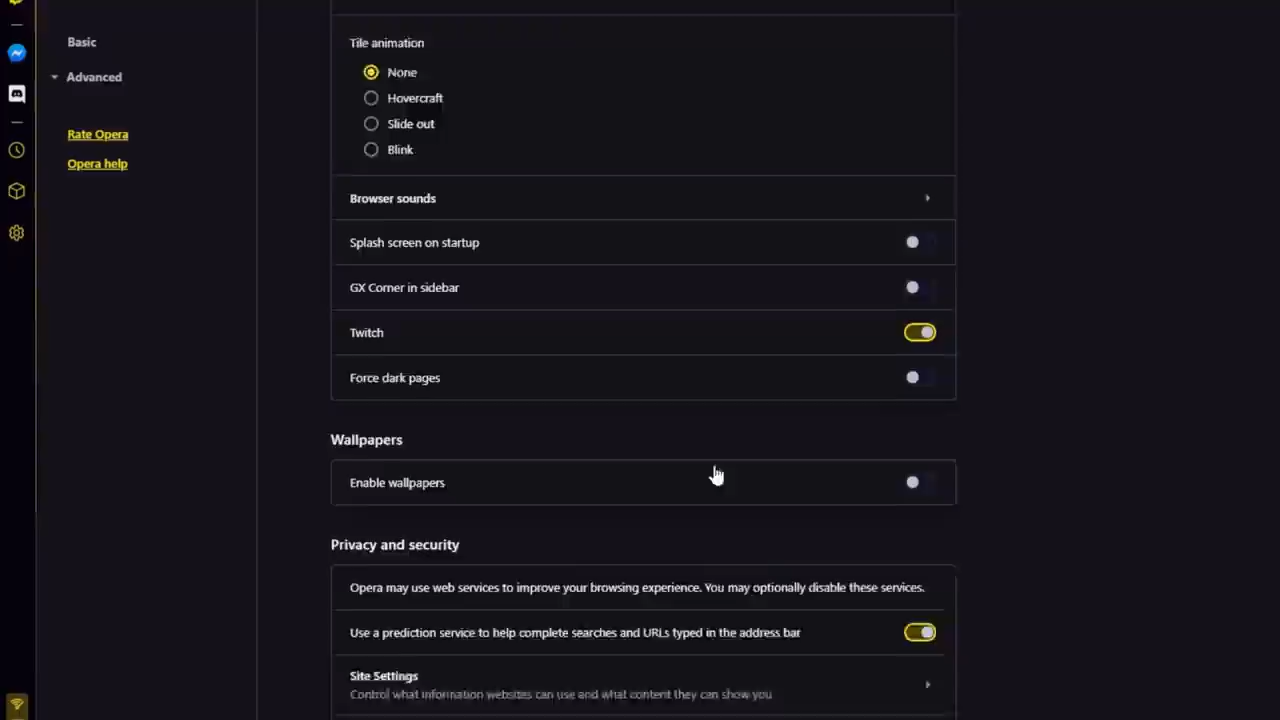 Basic
Advanced
Rate Opera
Opera help
Tile animation
None
Hovercraft
Slide out
Blink
Browser sounds
Splash screen on startup
GX Corner in sidebar
Twitch
Force dark pages
Wallpapers
Enable wallpapers
Privacy and security
Opera may use web services to improve your browsing experience. You may optionally disable these services.
Use a prediction service to help complete searches and URLs typed in the address bar
Site Settings
Control what information websites can use and what content they can show you